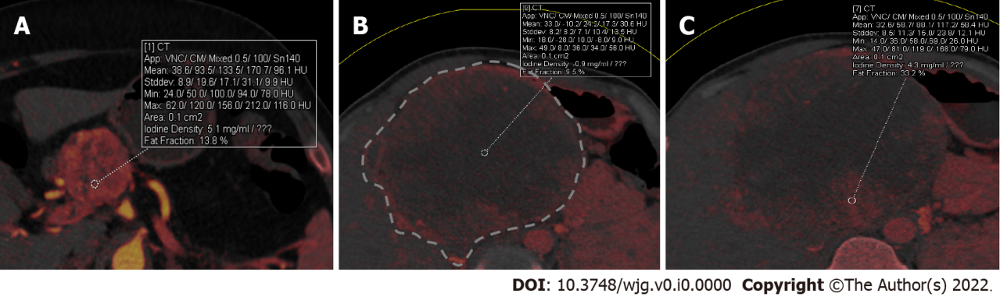 A
[1] CT
App: VNC/ CM/ Mixed 0.5/ 100/ Sn140
Mean: 38.6/ 93.5/ 133.5/ 170.7/ 96.1 HU
Stddev: 8.9/ 19.6/ 17.1/ 31.1/ 9.9 HU
Min: 24.0/ 50.0/ 100.0/ 94.0/ 78.0 HU
Max: 62.0/ 120.0/ 156.0/ 212.0/ 116.0 HU
Area: 0.1 cm2
Iodine Density: 5.1 mg/ml / ???
Fat Fraction: 13.8 %
B
[9] CT
App: VNC/ CM/ Mixed 0.5/ 100/ Sn140
Mean: 33.0/ -10.2/ 24.2/ 17.3/ 30.6 HU
Stddev: 8.2/ 8.2/ 7.1/ 10.4/ 13.5 HU
Min: 18.0/ -28.0/ 10.0/ -8.0/ 9.0 HU
Max: 49.0/ 8.0/ 36.0/ 34.0/ 56.0 HU
Area: 0.1 cm2
Iodine Density: -0.9 mg/ml / ???
Fat Fraction: 9.5 %
C
[7] CT
App: VNC/ CM/ Mixed 0.5/ 100/ Sn140
Mean: 32.6/ 58.7/ 88.1/ 117.2/ 58.4 HU
Stddev: 8.5/ 11.3/ 15.0/ 23.8/ 12.1 HU
Min: 14.0/ 36.0/ 58.0/ 69.0/ 26.0 HU
Max: 47.0/ 81.0/ 119.0/ 168.0/ 79.0 HU
Area: 0.1 cm2
Iodine Density: 4.3 mg/ml / ???
Fat Fraction: 33.2 %
DOI: 10.3748/wjg.v0.i0.0000 Copyright ©The Author(s) 2022.